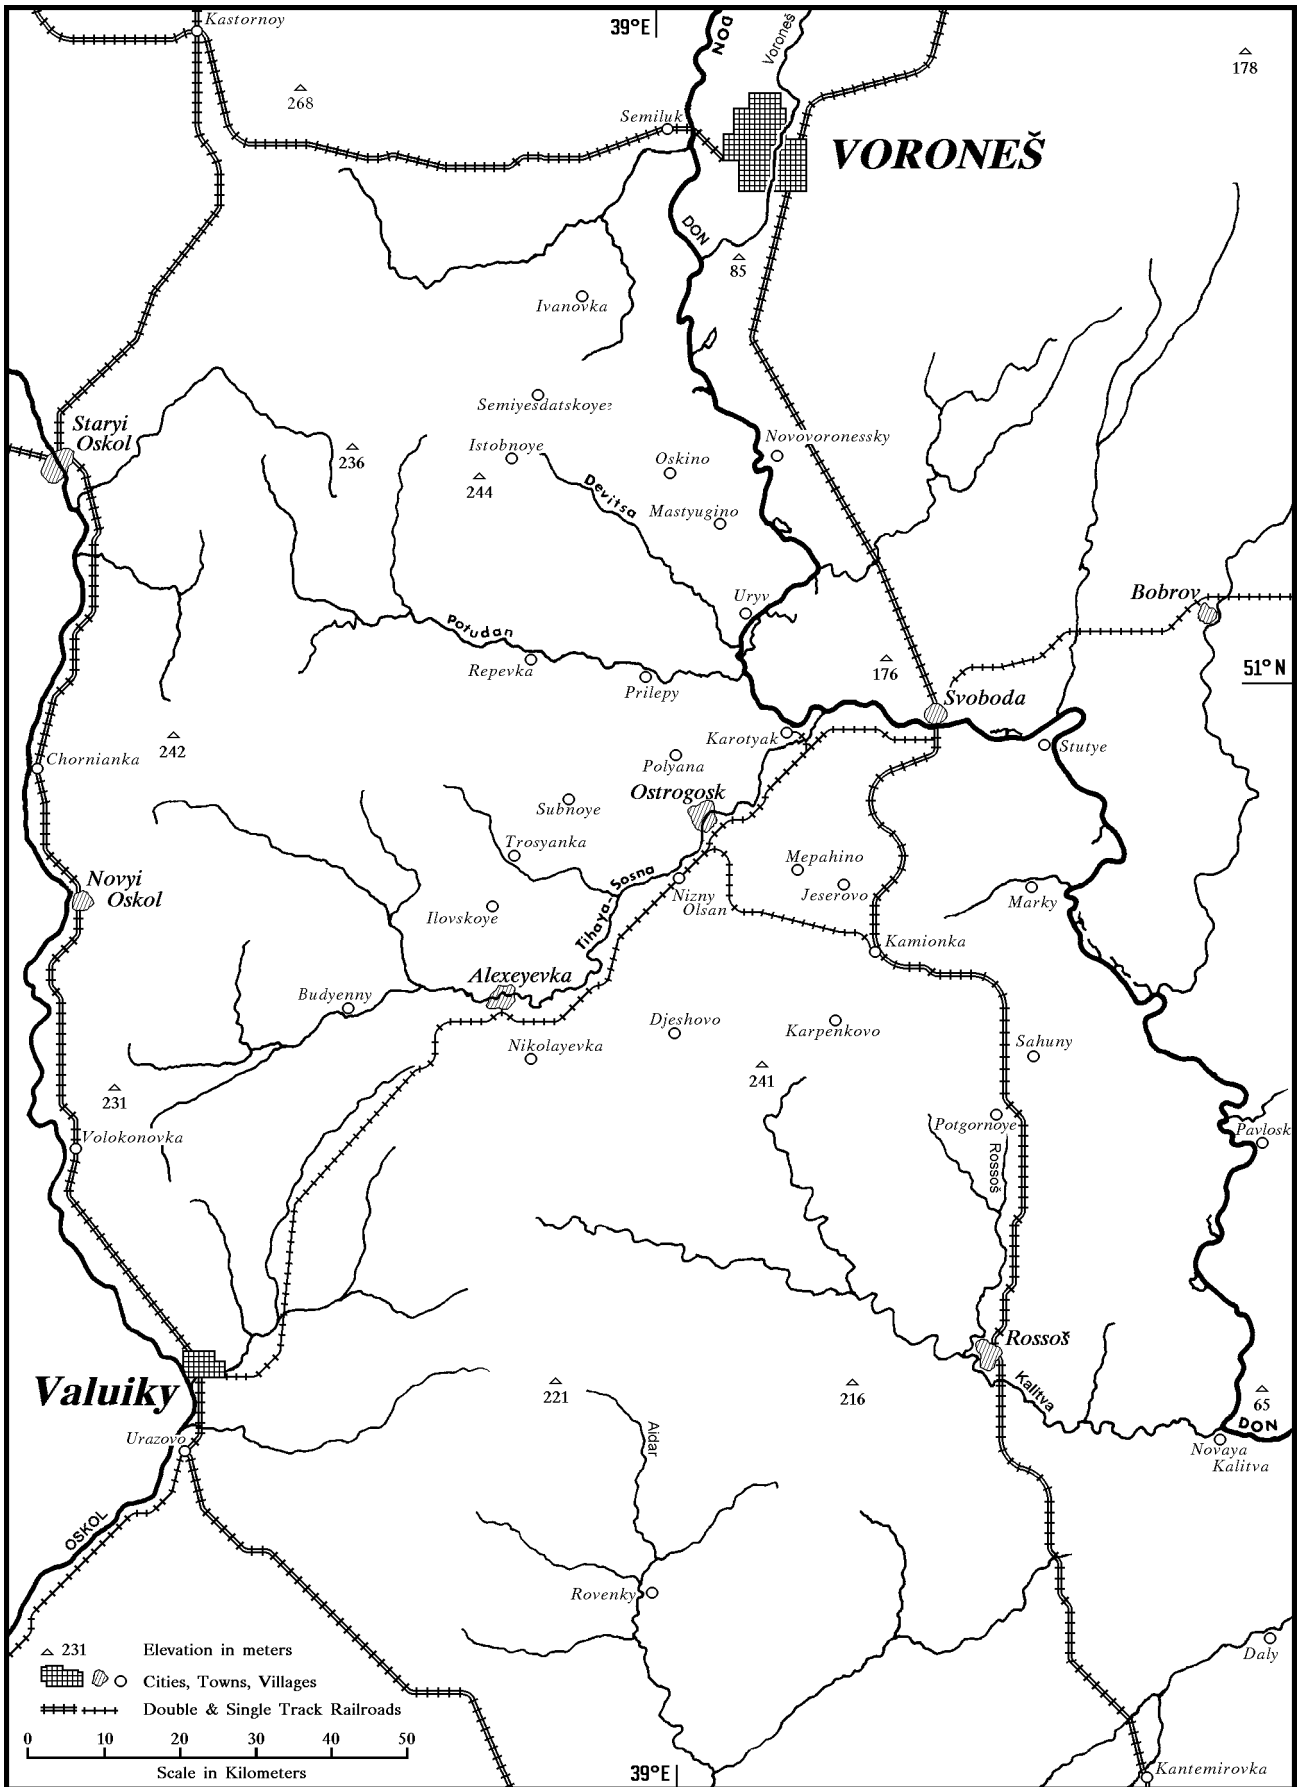 Kastornoy
39°E
DON
Voroneš
178
268
Semiluk
VORONEŠ
DON
85
Ivanovka
Staryi
Oskol
Semiyesdatskoye?
Istobnoye
236
244
Devitsa
Oskino
Novovoronessky
Mastyugino
Uryv
Bobrov
Potudan
Repevka
Prilepy
176
51°N
Svoboda
Chornianka
242
Karotyak
Stutye
Polyana
Ostrogosk
Subnoye
Trosyanka
Mepahino
Jeserovo
Novyi
Oskol
Tihaya-Sosna
Nizny
Olsan
Marky
Ilovskoye
Kamionka
Alexeyevka
Budyenny
Djeshovo
Karpenkovo
Nikolayevka
Sahuny
241
231
Volokonovka
Potgornoye
Rossoš
Pavlosk
Rossoš
Valuiky
221
216
Kalitva
65
DON
Urazovo
Aidar
Novaya
Kalitva
OSKOL
Rovenky
Daly
231 Elevation in meters
Cities, Towns, Villages
Double & Single Track Railroads
0 10 20 30 40 50
Scale in Kilometers
39°E
Kantemirovka